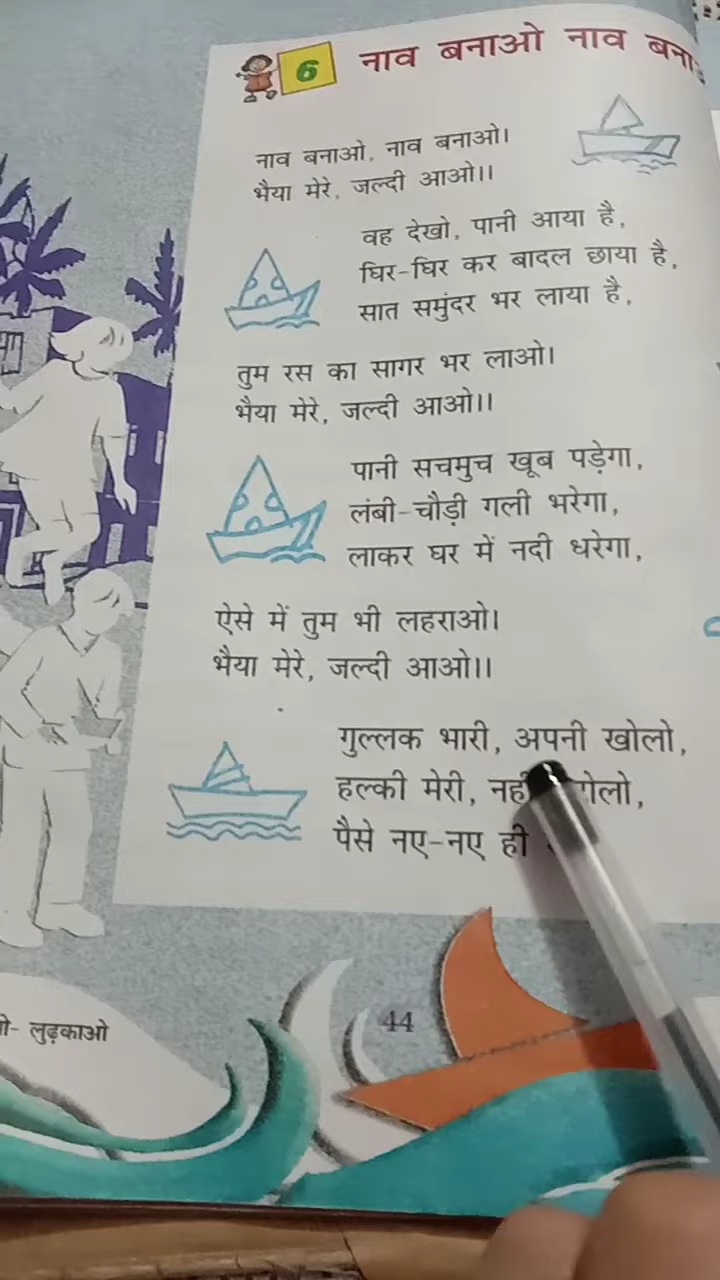 6 नाव बनाओ नाव
नाव बनाओ, नाव बनाओ।
भैया मेरे, जल्दी आओ।।
वह देखो, पानी आया है,
घिर-घिर कर बादल छाया है,
सात समुंदर भर लाया है,
तुम रस का सागर भर लाओ।
भैया मेरे, जल्दी आओ।।
पानी सचमुच खूब पड़ेगा,
लंबी-चौड़ी गली भरेगा,
लाकर घर में नदी धरेगा,
ऐसे में तुम भी लहराओ।
भैया मेरे, जल्दी आओ।।
गुल्लक भारी, अपनी खोलो,
हल्की मेरी,
पैसे नए-नए ही
लुढ़काओ
44